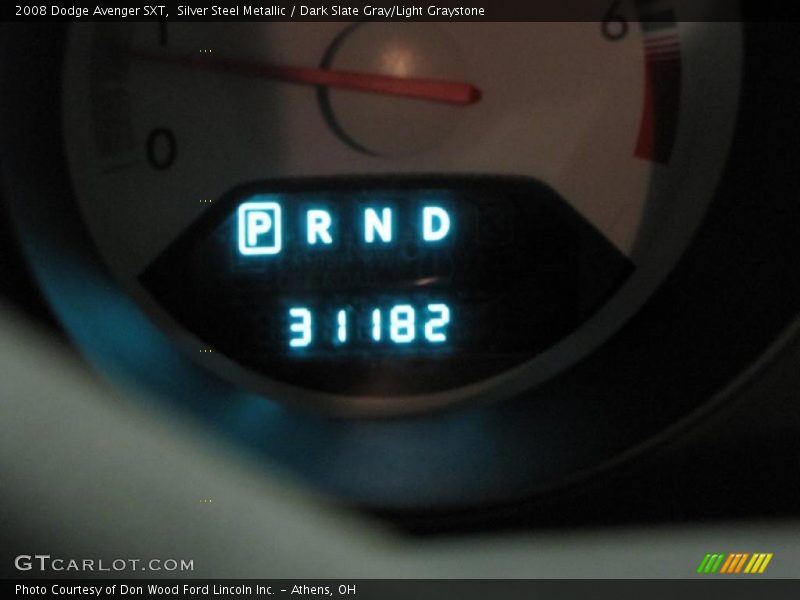 2008 Dodge Avenger SXT,  Silver Steel Metallic / Dark Slate Gray/Light Graystone
1
6
0
P R N D
31182
GTCARLOT.COM
Photo Courtesy of Don Wood Ford Lincoln Inc. - Athens, OH